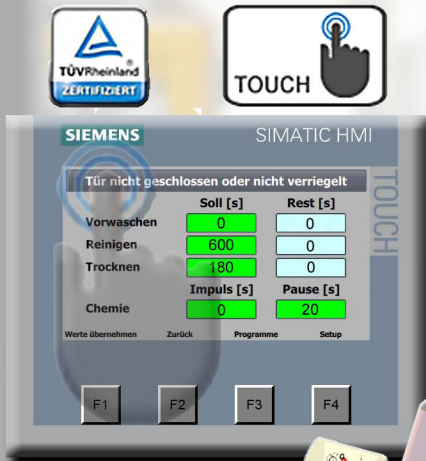 TÜVRheinland
ZERTIFIZIERT
TOUCH
SIEMENS SIMATIC HMI
TOUCH
Tür nicht geschlossen oder nicht verriegelt
Soll [s] Rest [s]
Vorwaschen 0 0
Reinigen 600 0
Trocknen 180 0
Impuls [s] Pause [s]
Chemie 0 20
Werte übernehmen Zurück Programme Setup
F1 F2 F3 F4